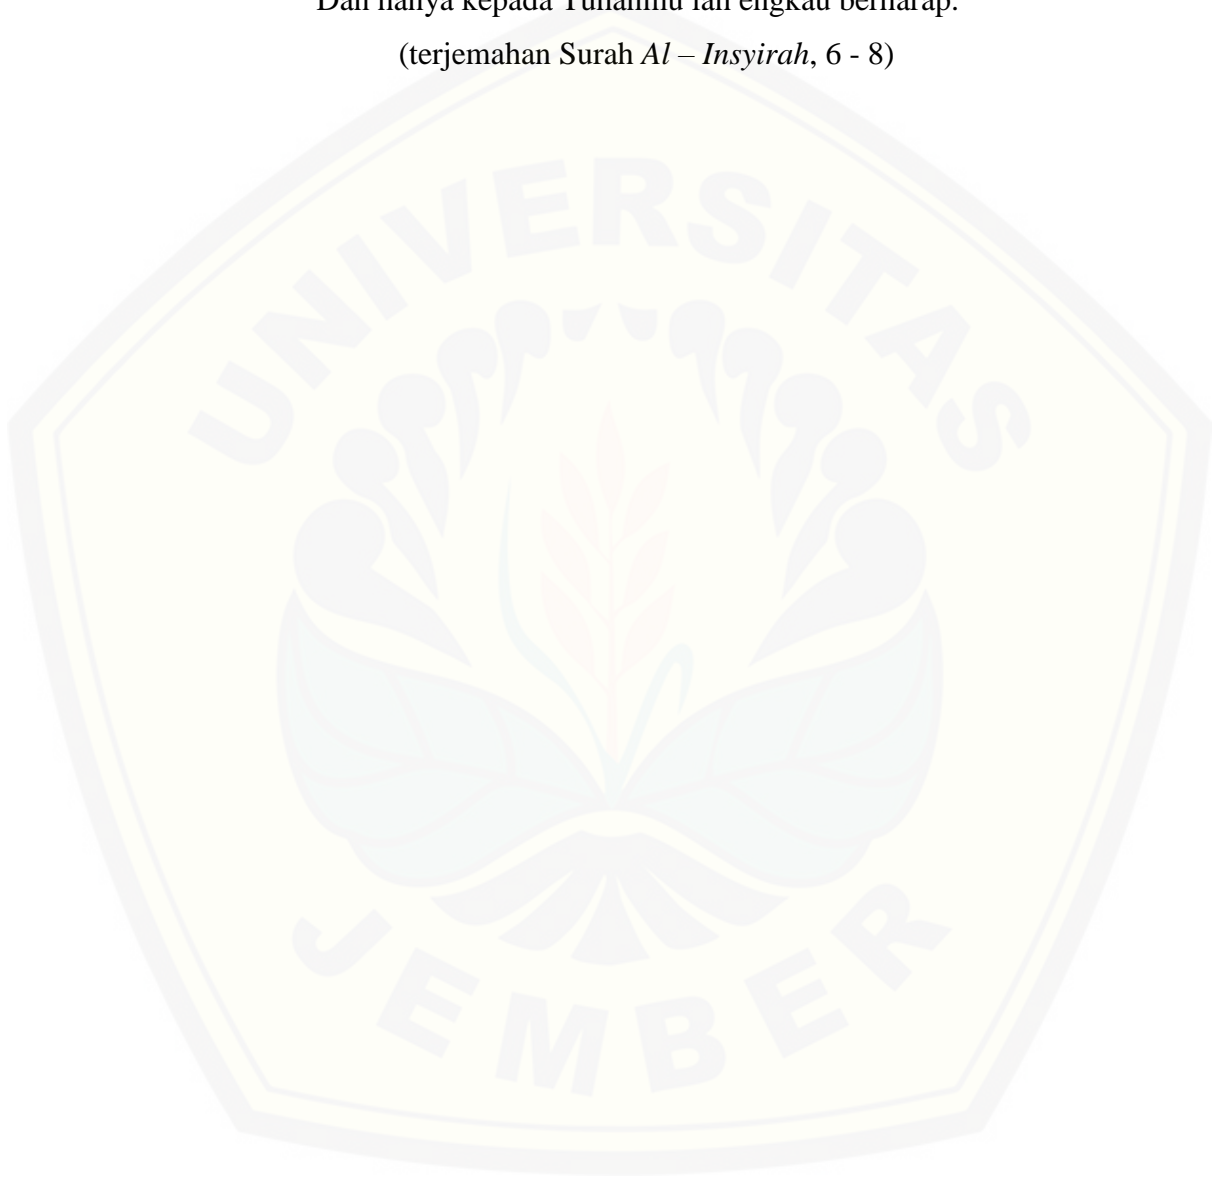 Dan hanya kepada Tuhanmu lah engkau berharap.
(terjemahan Surah Al – Insyirah, 6 - 8)
UNIVERSITAS
JEMBER